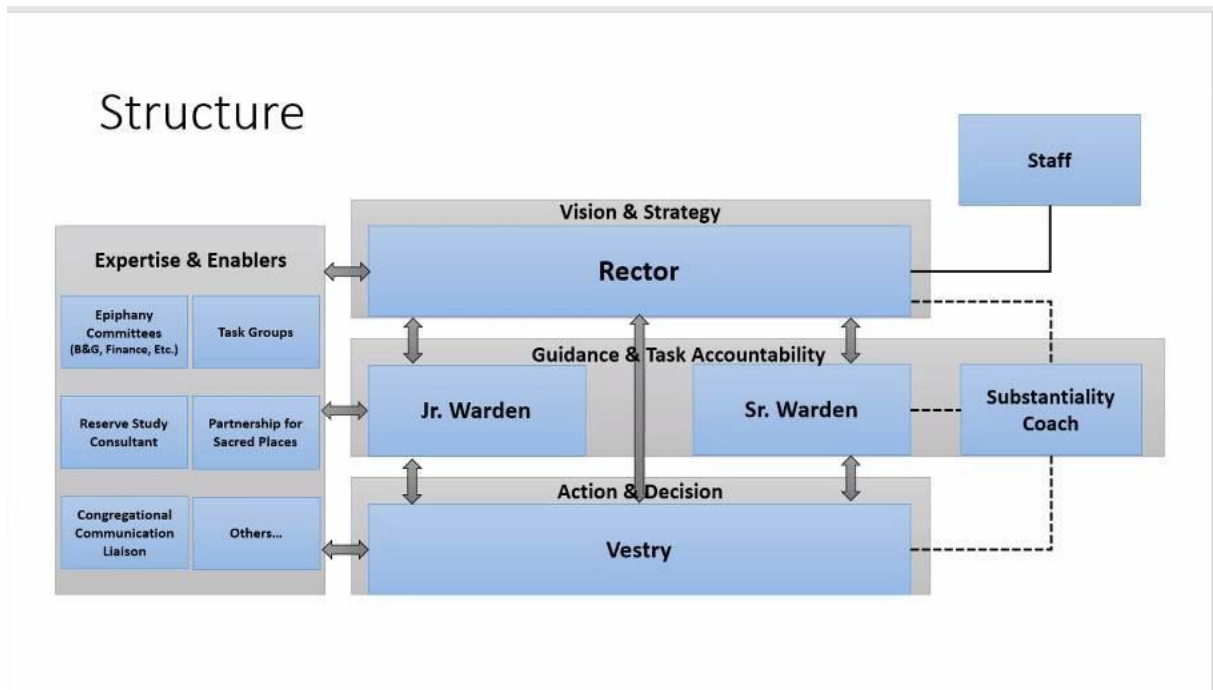 Structure
Staff
Vision & Strategy
Rector
Expertise & Enablers
Epiphany
Committees
(B&G, Finance, Etc.)
Task Groups
Guidance & Task Accountability
Jr. Warden
Sr. Warden
Substantiality
Coach
Reserve Study
Consultant
Partnership for
Sacred Places
Action & Decision
Vestry
Congregational
Communication
Liaison
Others...